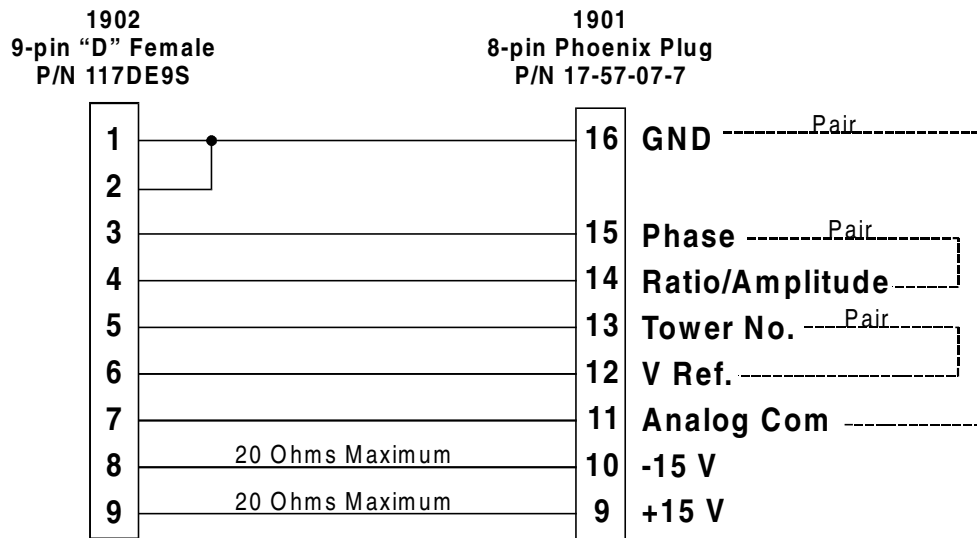 1902
9-pin “D” Female
P/N 117DE9S
1901
8-pin Phoenix Plug
P/N 17-57-07-7
1 16 GND Pair
2
3 15 Phase Pair
4 14 Ratio/Amplitude
5 13 Tower No. Pair
6 12 V Ref.
7 11 Analog Com
8 20 Ohms Maximum 10 -15 V
9 20 Ohms Maximum 9 +15 V